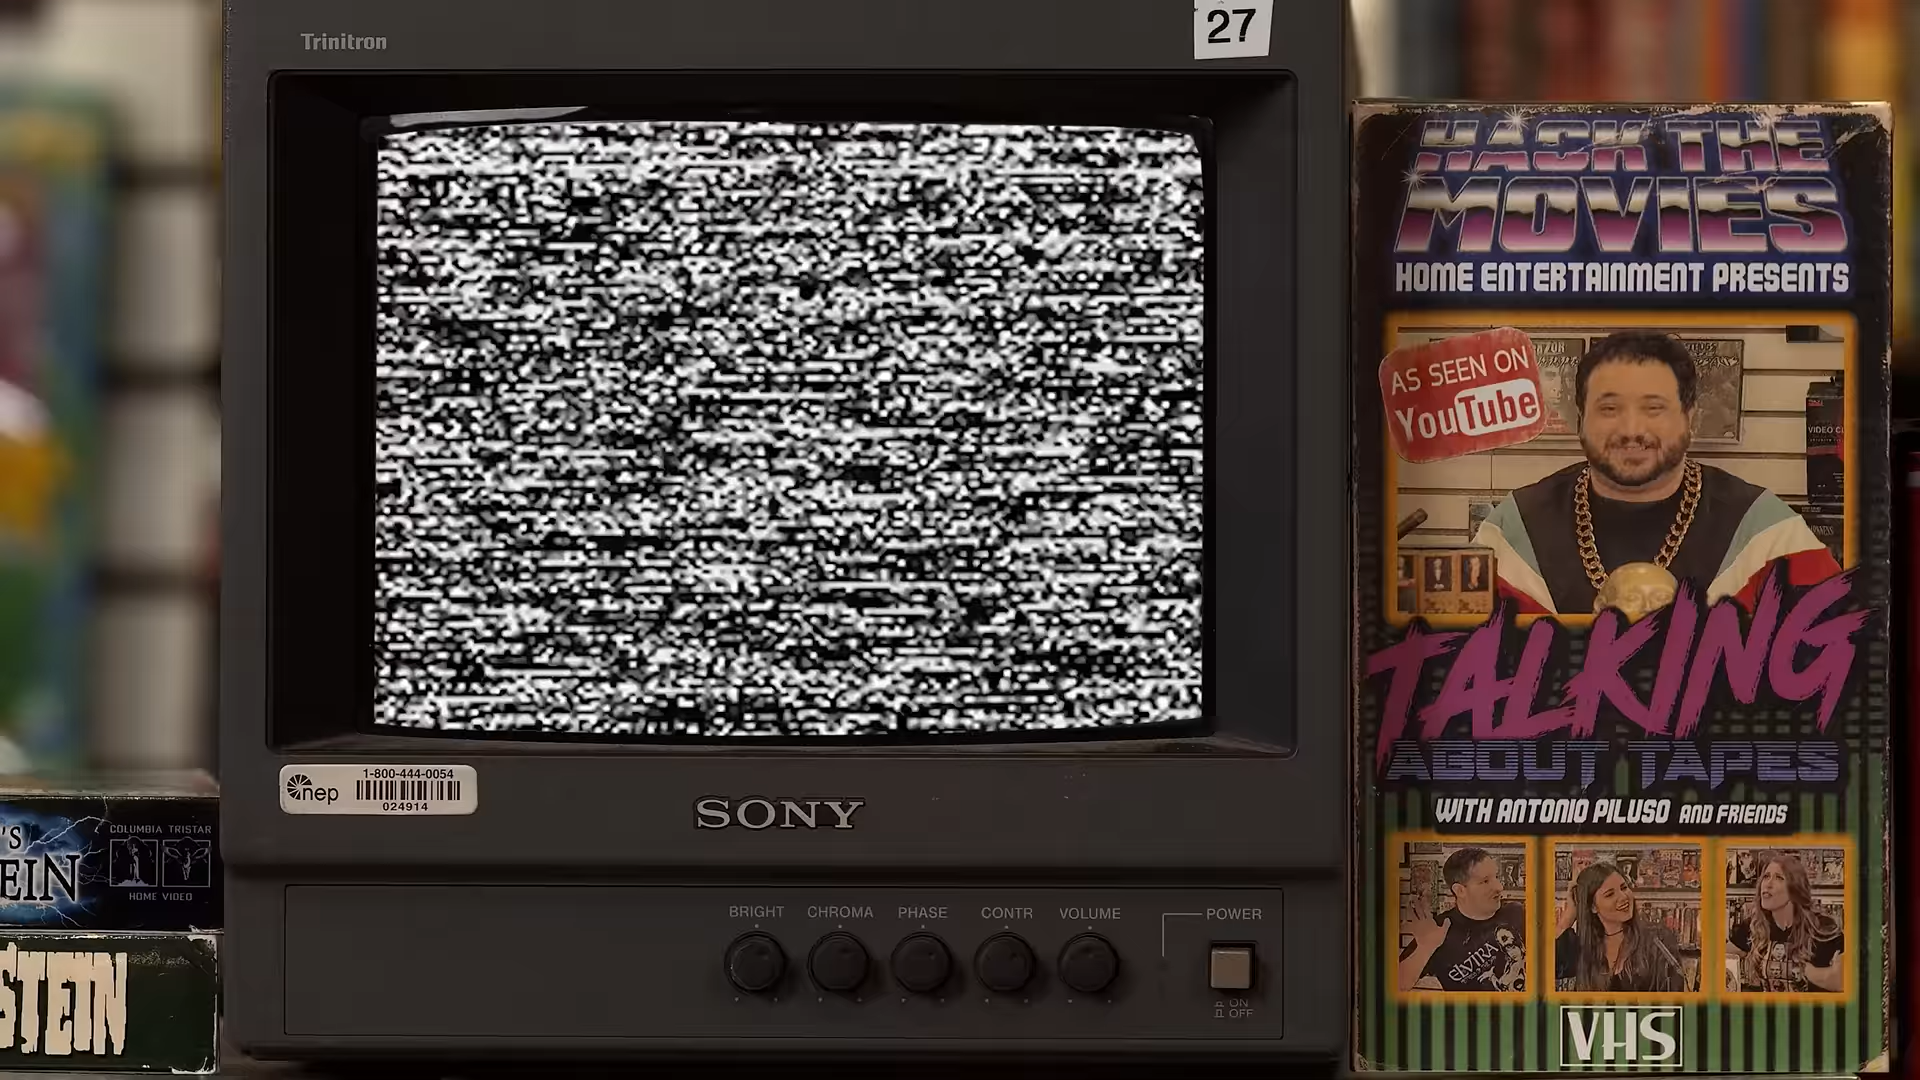 Trinitron
27
1-800-444-0054
nep
024914
SONY
BRIGHT CHROMA PHASE CONTR VOLUME POWER
ON
OFF
'S
EIN
COLUMBIA TRISTAR
HOME VIDEO
STEIN
HACK THE
MOVIES
HOME ENTERTAINMENT PRESENTS
AS SEEN ON
YouTube
VIDEO
TALKING
ABOUT TAPES
WITH ANTONIO PILUSO AND FRIENDS
ELVIRA
VHS